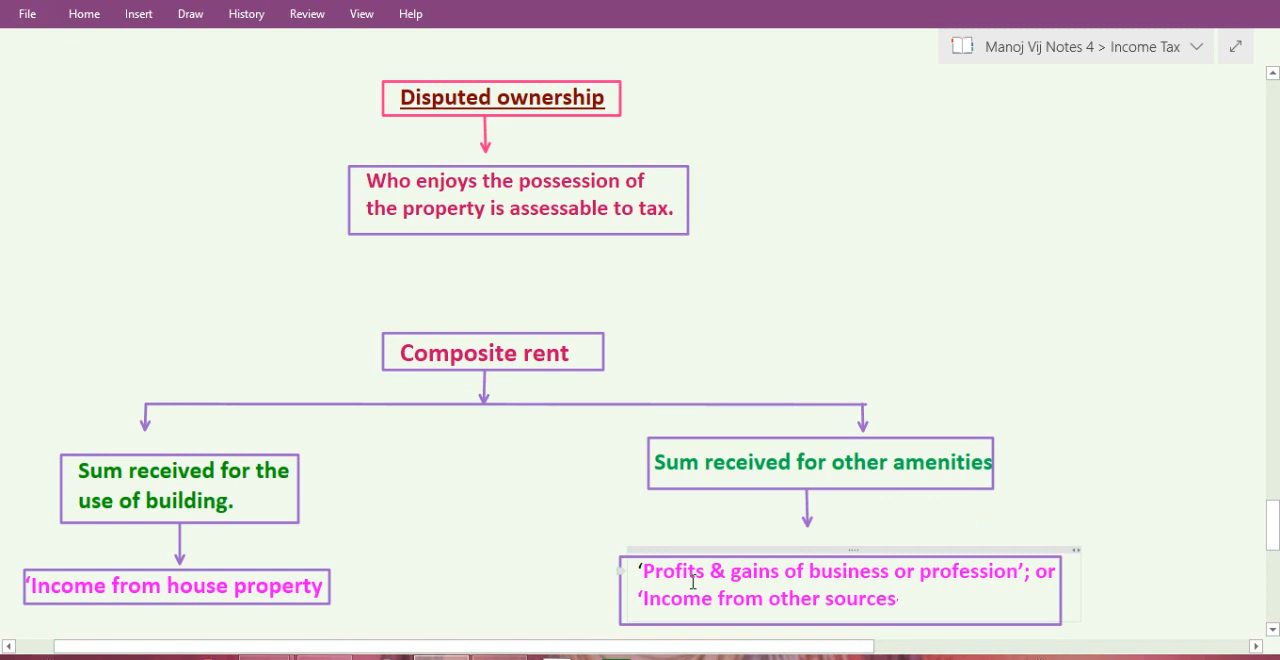 File Home Insert Draw History Review View Help
Manoj Vij Notes 4 > Income Tax
Disputed ownership
Who enjoys the possession of
the property is assessable to tax.
Composite rent
Sum received for the
use of building.
Sum received for other amenities
‘Income from house property
‘Profits & gains of business or profession’; or
‘Income from other sources